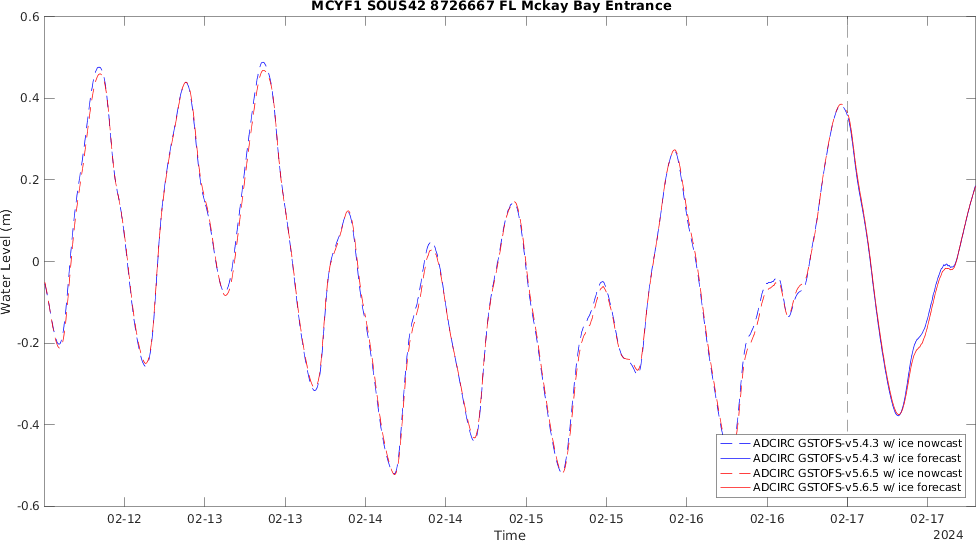 MCYF1 SOUS42 8726667 FL Mckay Bay Entrance
0.6
0.4
0.2
0
-0.2
-0.4
-0.6
Water Level (m)
02-12 02-13 02-13 02-14 02-14 02-15 02-15 02-16 02-16 02-17 02-17
Time
2024
ADCIRC GSTOFS-v5.4.3 w/ ice nowcast
ADCIRC GSTOFS-v5.4.3 w/ ice forecast
ADCIRC GSTOFS-v5.6.5 w/ ice nowcast
ADCIRC GSTOFS-v5.6.5 w/ ice forecast